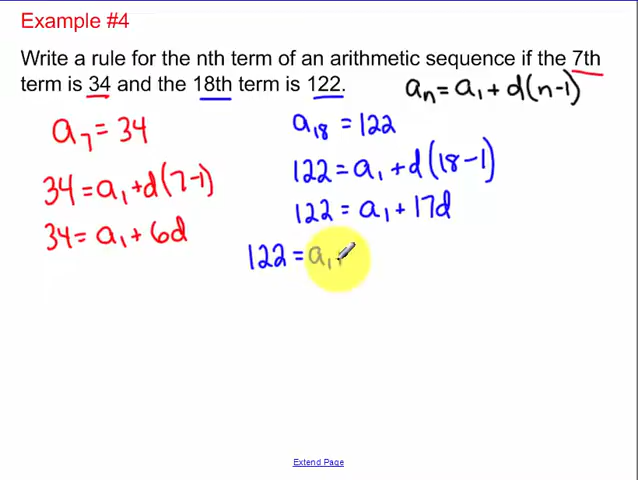 Example #4
Write a rule for the nth term of an arithmetic sequence if the 7th
term is 34 and the 18th term is 122.
aₙ = a₁ + d(n-1)
a₇ = 34
34 = a₁ + d(7-1)
34 = a₁ + 6d
a₁₈ = 122
122 = a₁ + d(18-1)
122 = a₁ + 17d
122 = a₁
Extend Page